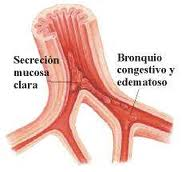 Secreción
mucosa
clara
Bronquio
congestivo y
edematoso